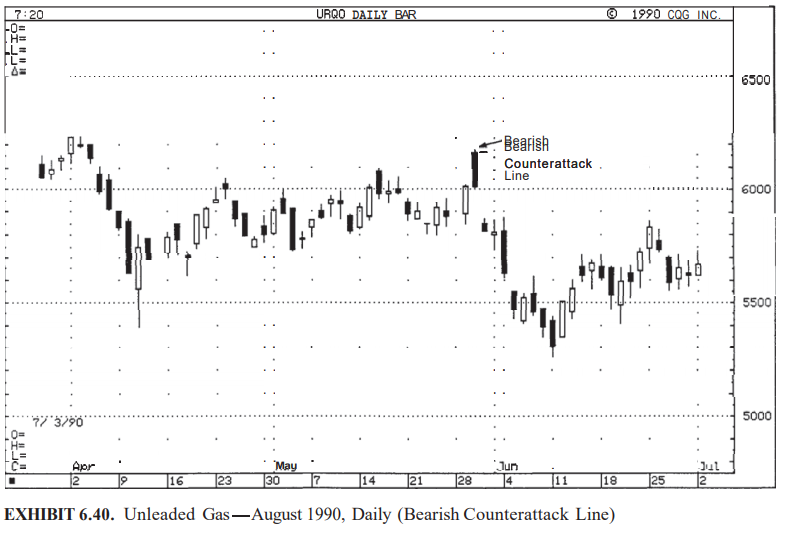 7:20 URQO DAILY BAR © 1990 CQG INC.
O=
H=
L=
L=
Δ=
6500
Bearish
Bearish
Counterattack
Line
6000
5500
5000
7/ 3/90
O=
H=
L=
C=
Apr May Jun Jul
2 9 16 23 30 7 14 21 28 4 11 18 25 2
EXHIBIT 6.40. Unleaded Gas—August 1990, Daily (Bearish Counterattack Line)